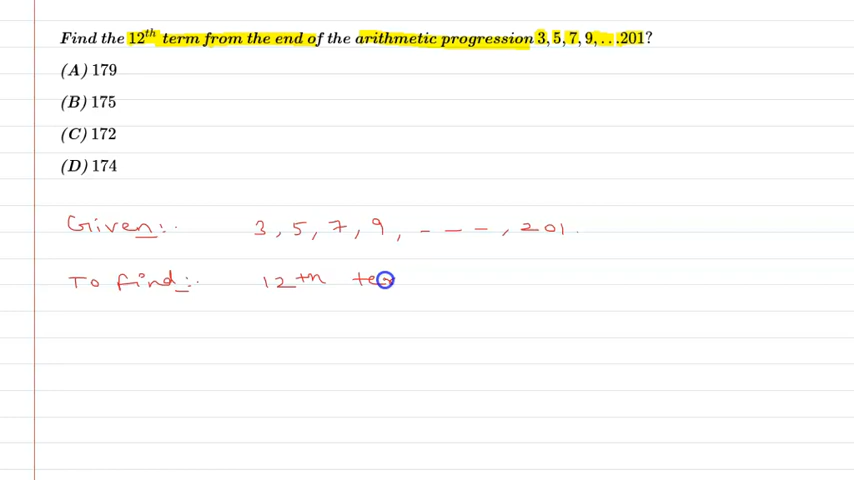 Find the 12th term from the end of the arithmetic progression 3, 5, 7, 9, ...201?
(A) 179
(B) 175
(C) 172
(D) 174
Given:- 3, 5, 7, 9, - - -, 201.
To find:- 12th ter